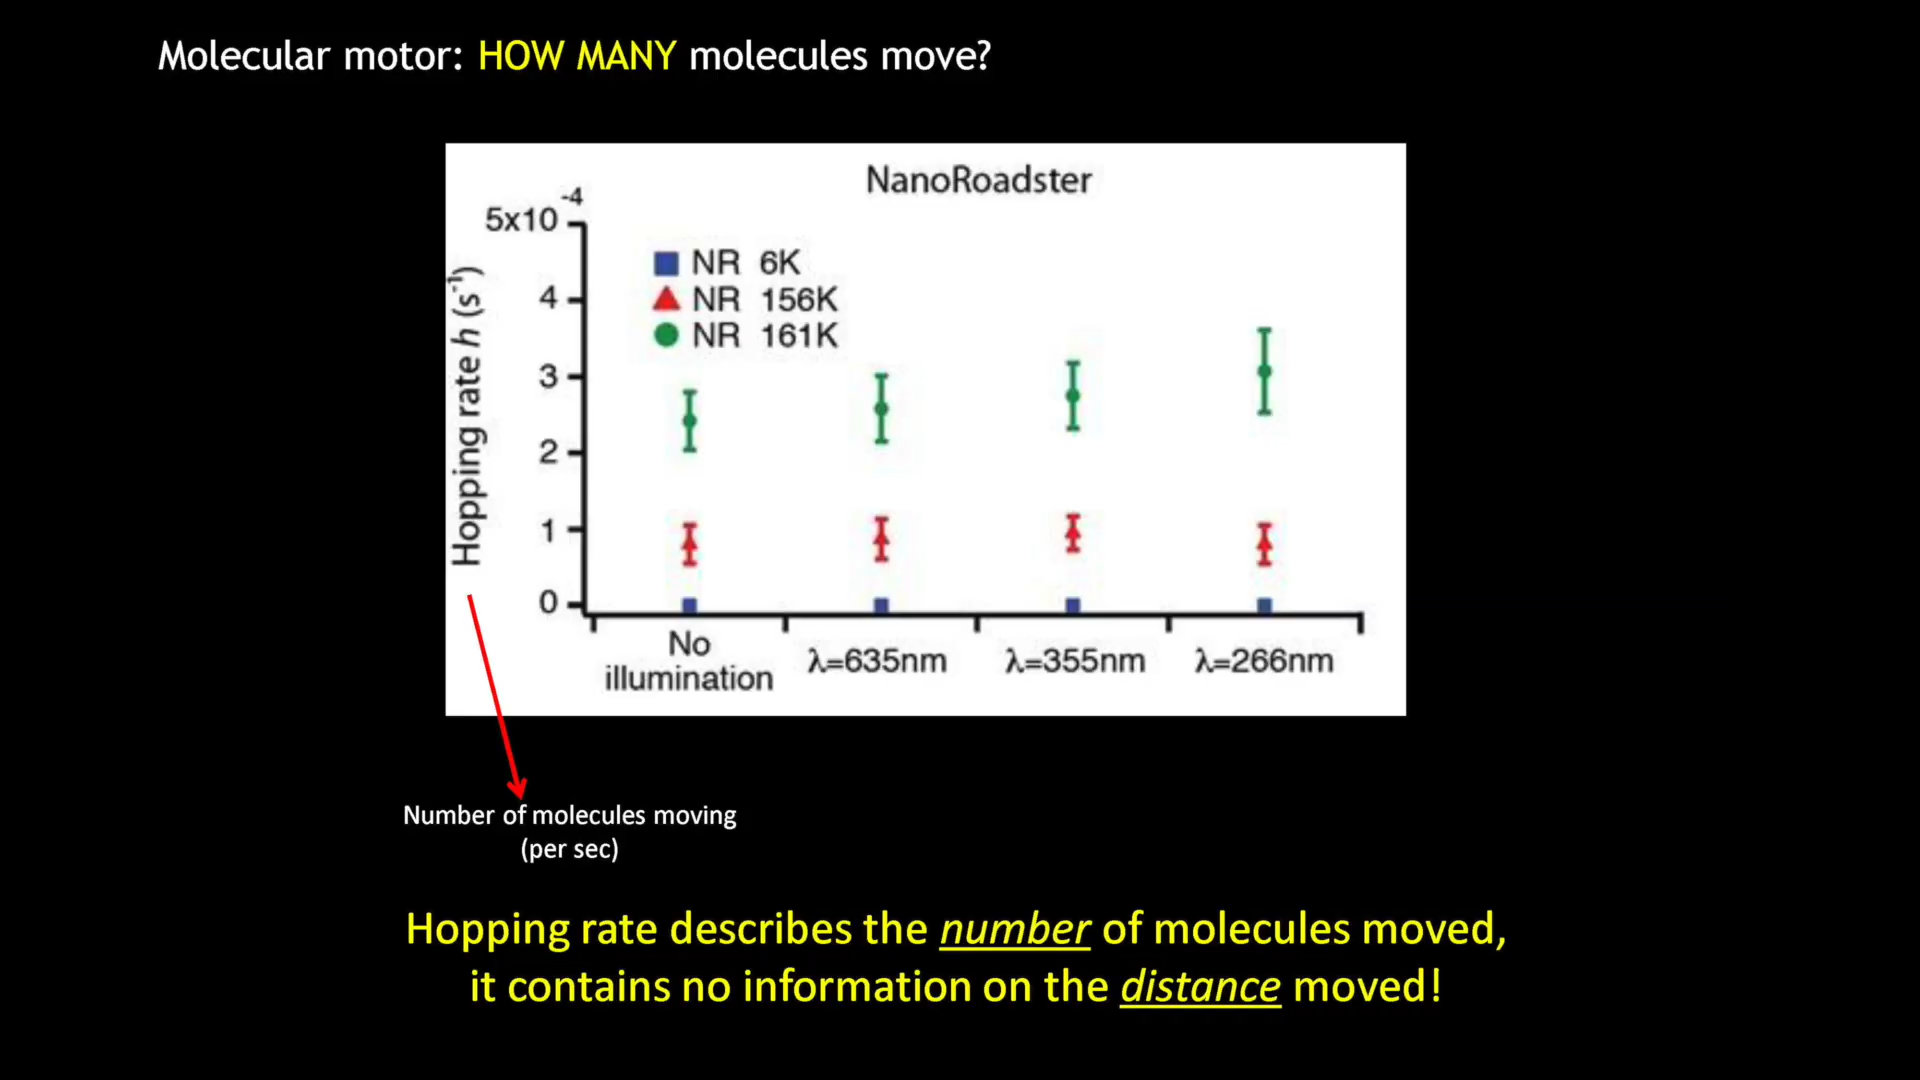 Molecular motor: HOW MANY molecules move?
NanoRoadster
5x10⁻⁴
4
3
2
1
0
Hopping rate h (s⁻¹)
NR 6K
NR 156K
NR 161K
No
illumination
λ=635nm
λ=355nm
λ=266nm
Number of molecules moving
(per sec)
Hopping rate describes the number of molecules moved,
it contains no information on the distance moved!